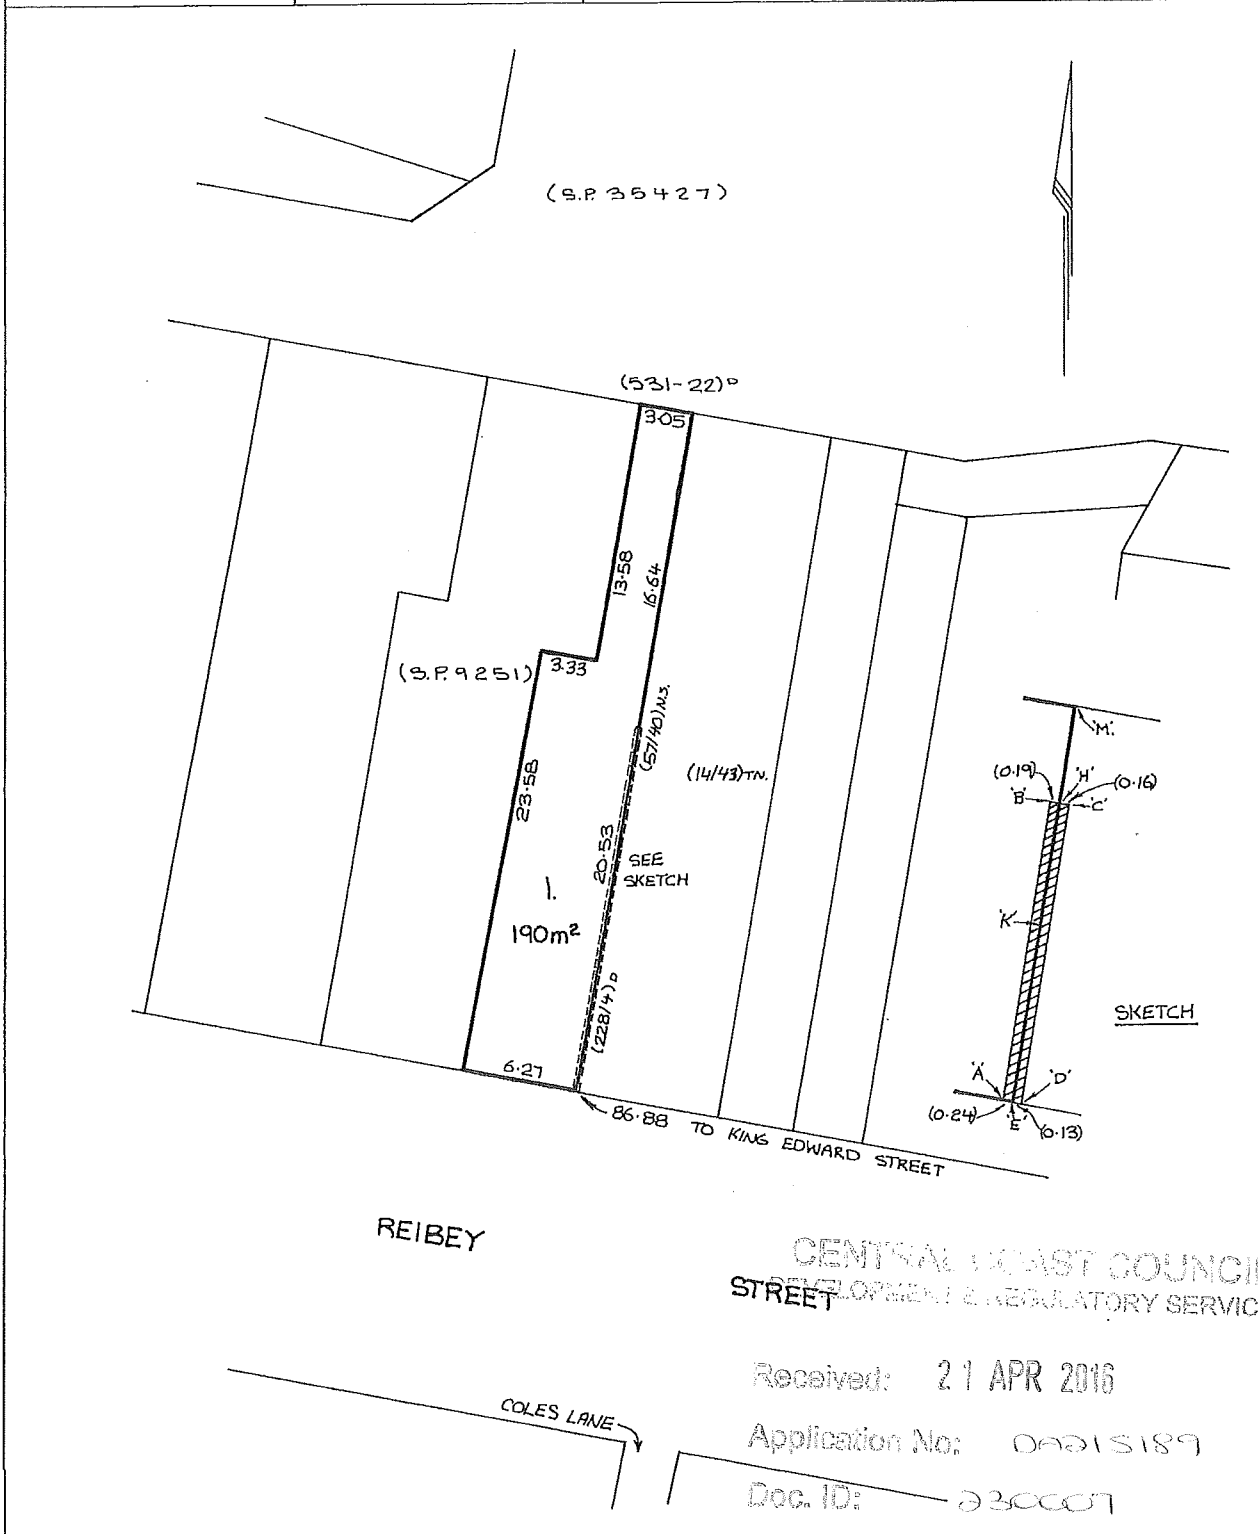 (S.P. 35427)
(531-22)D
3.05
13.58
16.64
(S.P. 9251)
3.33
(57/40)N.S.
(14/43)TN.
23.58
20.53
SEE
SKETCH
1.
190m²
(228/4)D
6.27
86.88 TO KING EDWARD STREET
'M'
(0.19)
'H'
(0.16)
'B'
'C'
'K'
SKETCH
'A'
'D'
(0.24)
'E'
(0.13)
REIBEY
STREET
CENTRAL COAST COUNCIL
DEVELOPMENT & REGULATORY SERVIC
Received: 21 APR 2016
COLES LANE
Application No: DA215189
Doc. ID: 230007